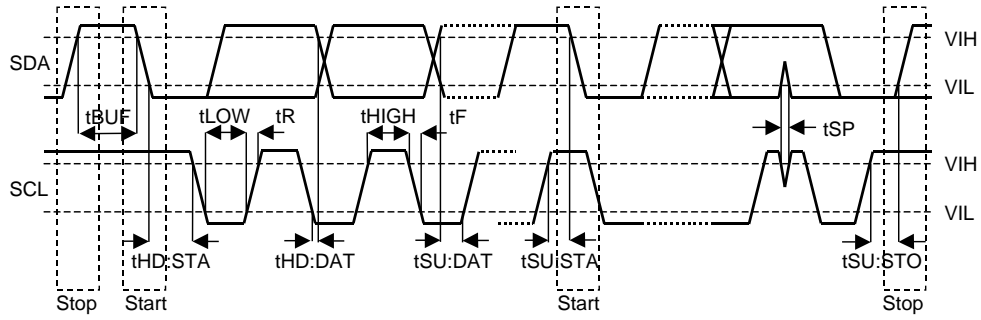 VIH
SDA
VIL
tBUF tLOW tR tHIGH tF tSP
VIH
SCL
VIL
tHD:STA tHD:DAT tSU:DAT tSU:STA tSU:STO
Stop Start Start Stop